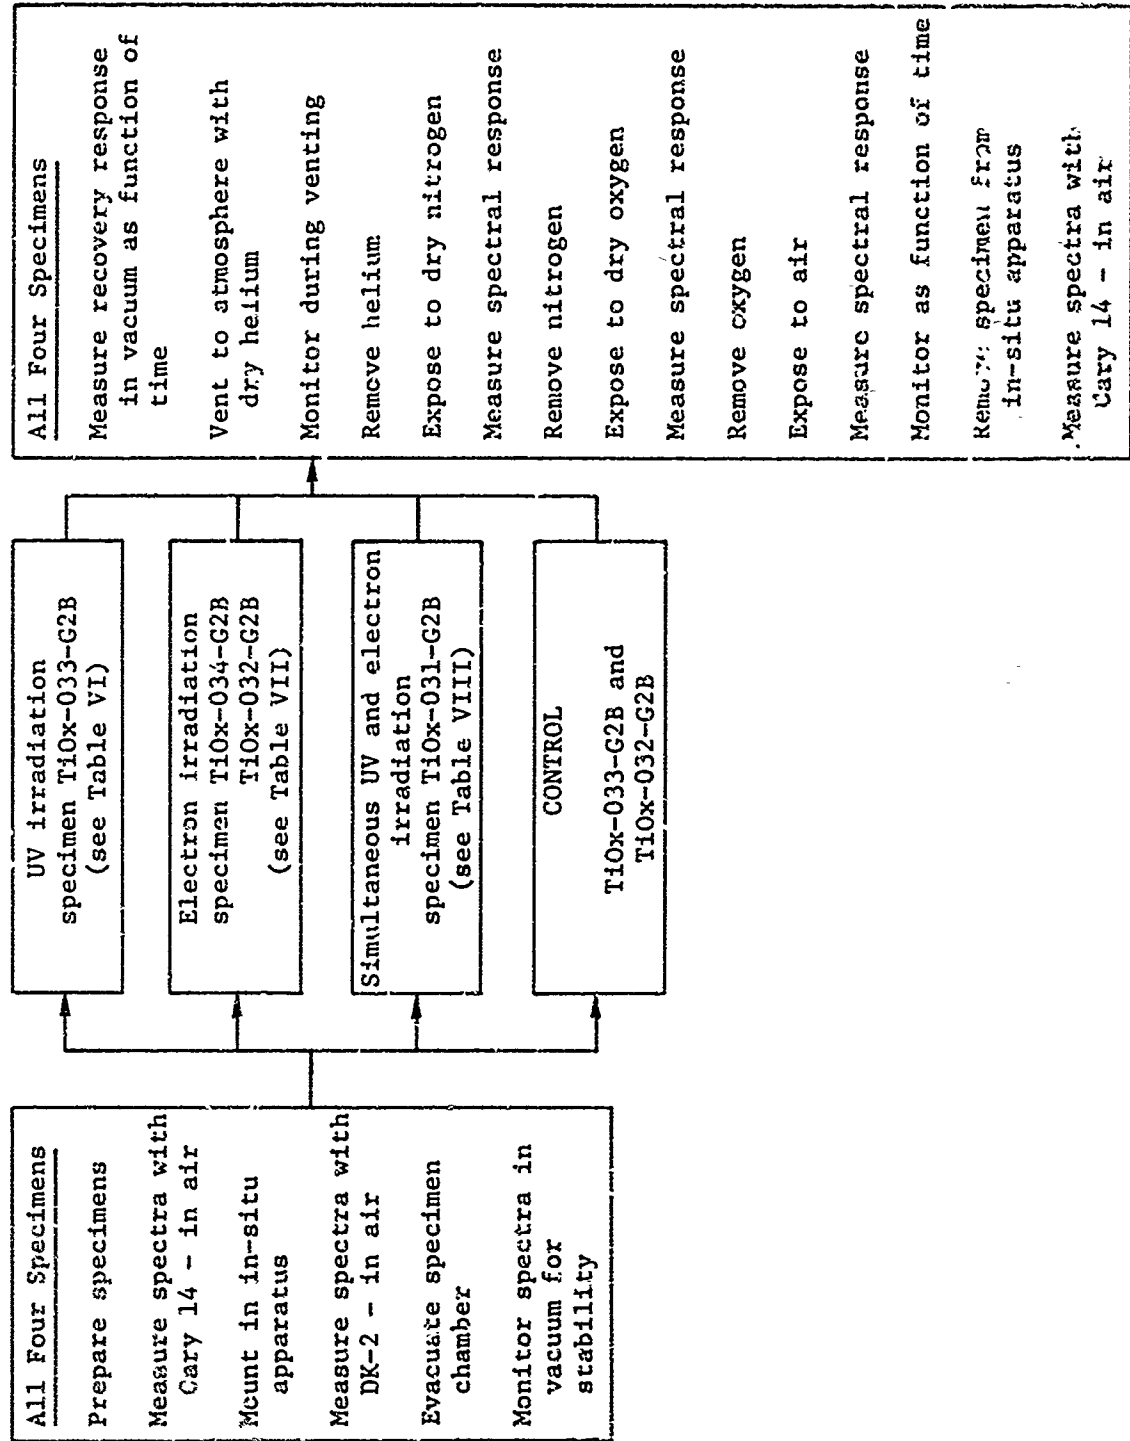 All Four Specimens
Prepare specimens
Measure spectra with
Cary 14 - in air
Mount in in-situ
apparatus
Measure spectra with
DK-2 - in air
Evacuate specimen
chamber
Monitor spectra in
vacuum for
stability
UV irradiation
specimen TiOx-033-G2B
(see Table VI)
Electron irradiation
specimen TiOx-034-G2B
TiOx-032-G2B
(see Table VII)
Simultaneous UV and electron
irradiation
specimen TiOx-031-G2B
(see Table VIII)
CONTROL
TiOx-033-G2B and
TiOx-032-G2B
All Four Specimens
Measure recovery response
in vacuum as function of
time
Vent to atmosphere with
dry helium
Monitor during venting
Remove helium
Expose to dry nitrogen
Measure spectral response
Remove nitrogen
Expose to dry oxygen
Measure spectral response
Remove oxygen
Expose to air
Measure spectral response
Monitor as function of time
Remove specimen from
in-situ apparatus
Measure spectra with
Cary 14 - in air